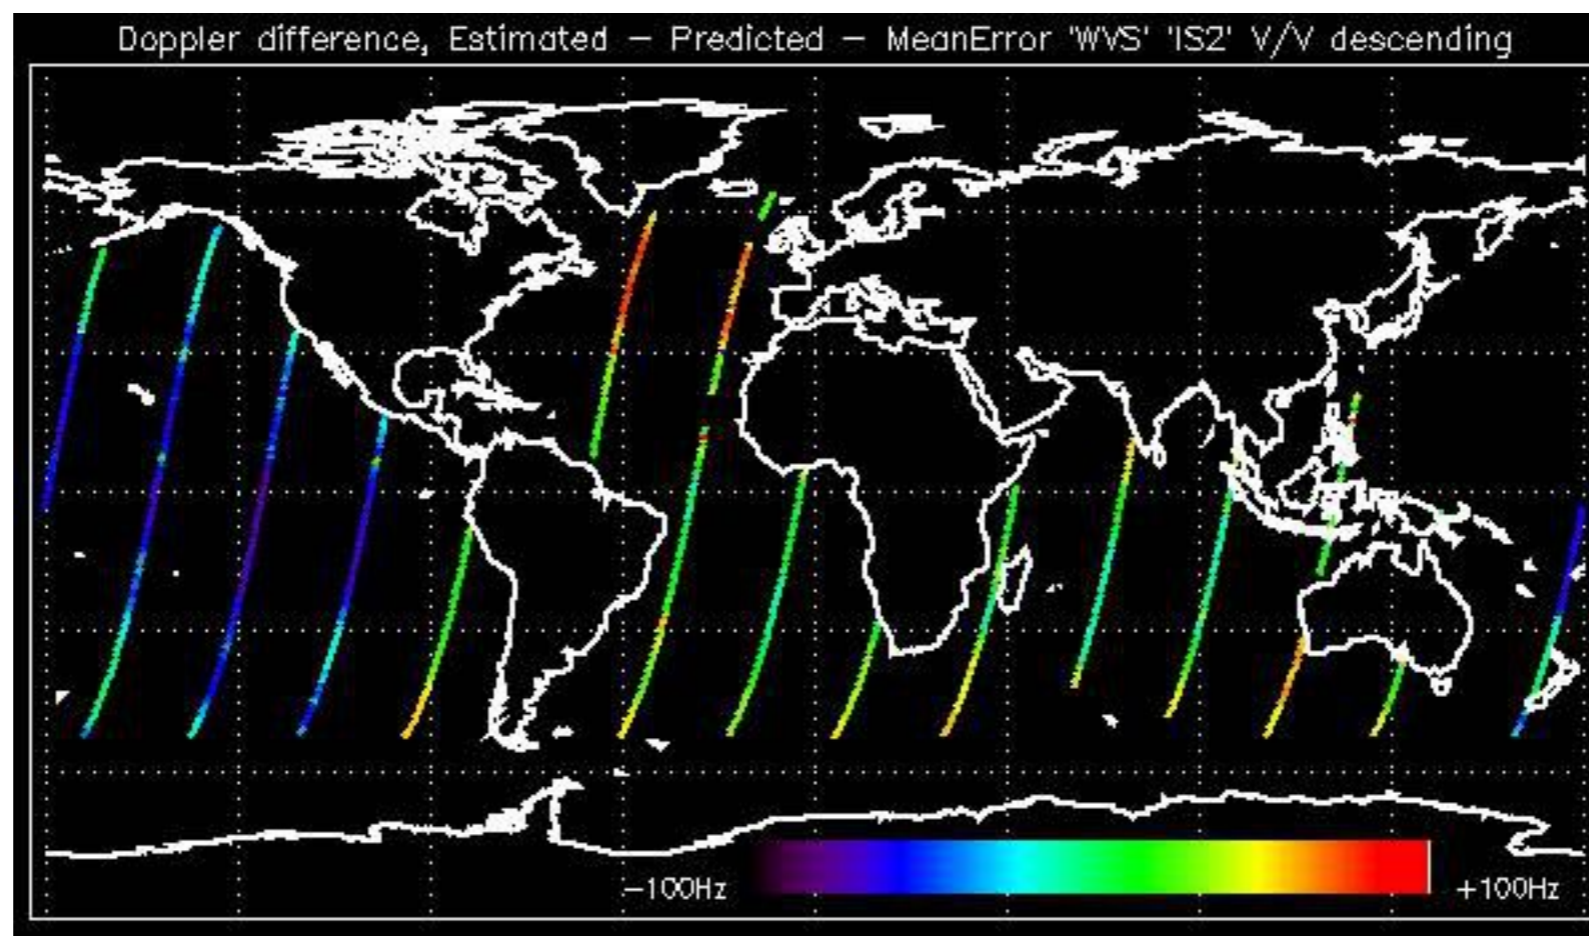 Doppler difference, Estimated – Predicted – MeanError 'WVS' 'IS2' V/V descending
−100Hz
+100Hz